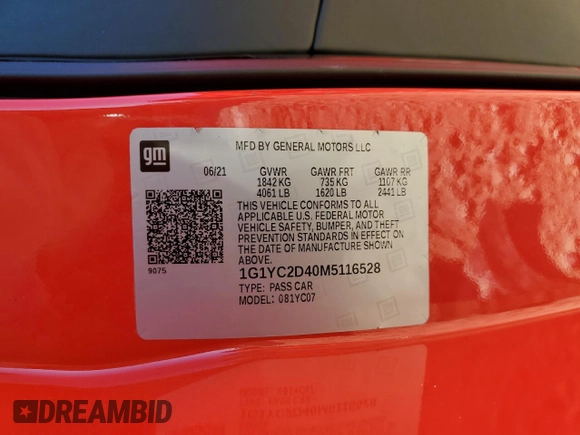 gm
MFD BY GENERAL MOTORS LLC
06/21 GVWR GAWR FRT GAWR RR
1842 KG 735 KG 1107 KG
4061 LB 1620 LB 2441 LB
THIS VEHICLE CONFORMS TO ALL
APPLICABLE U.S. FEDERAL MOTOR
VEHICLE SAFETY, BUMPER, AND THEFT
PREVENTION STANDARDS IN EFFECT ON
THE DATE OF MANUFACTURE SHOWN
ABOVE.
9075
1G1YC2D40M5116528
TYPE: PASS CAR
MODEL: 081YC07
DREAMBID